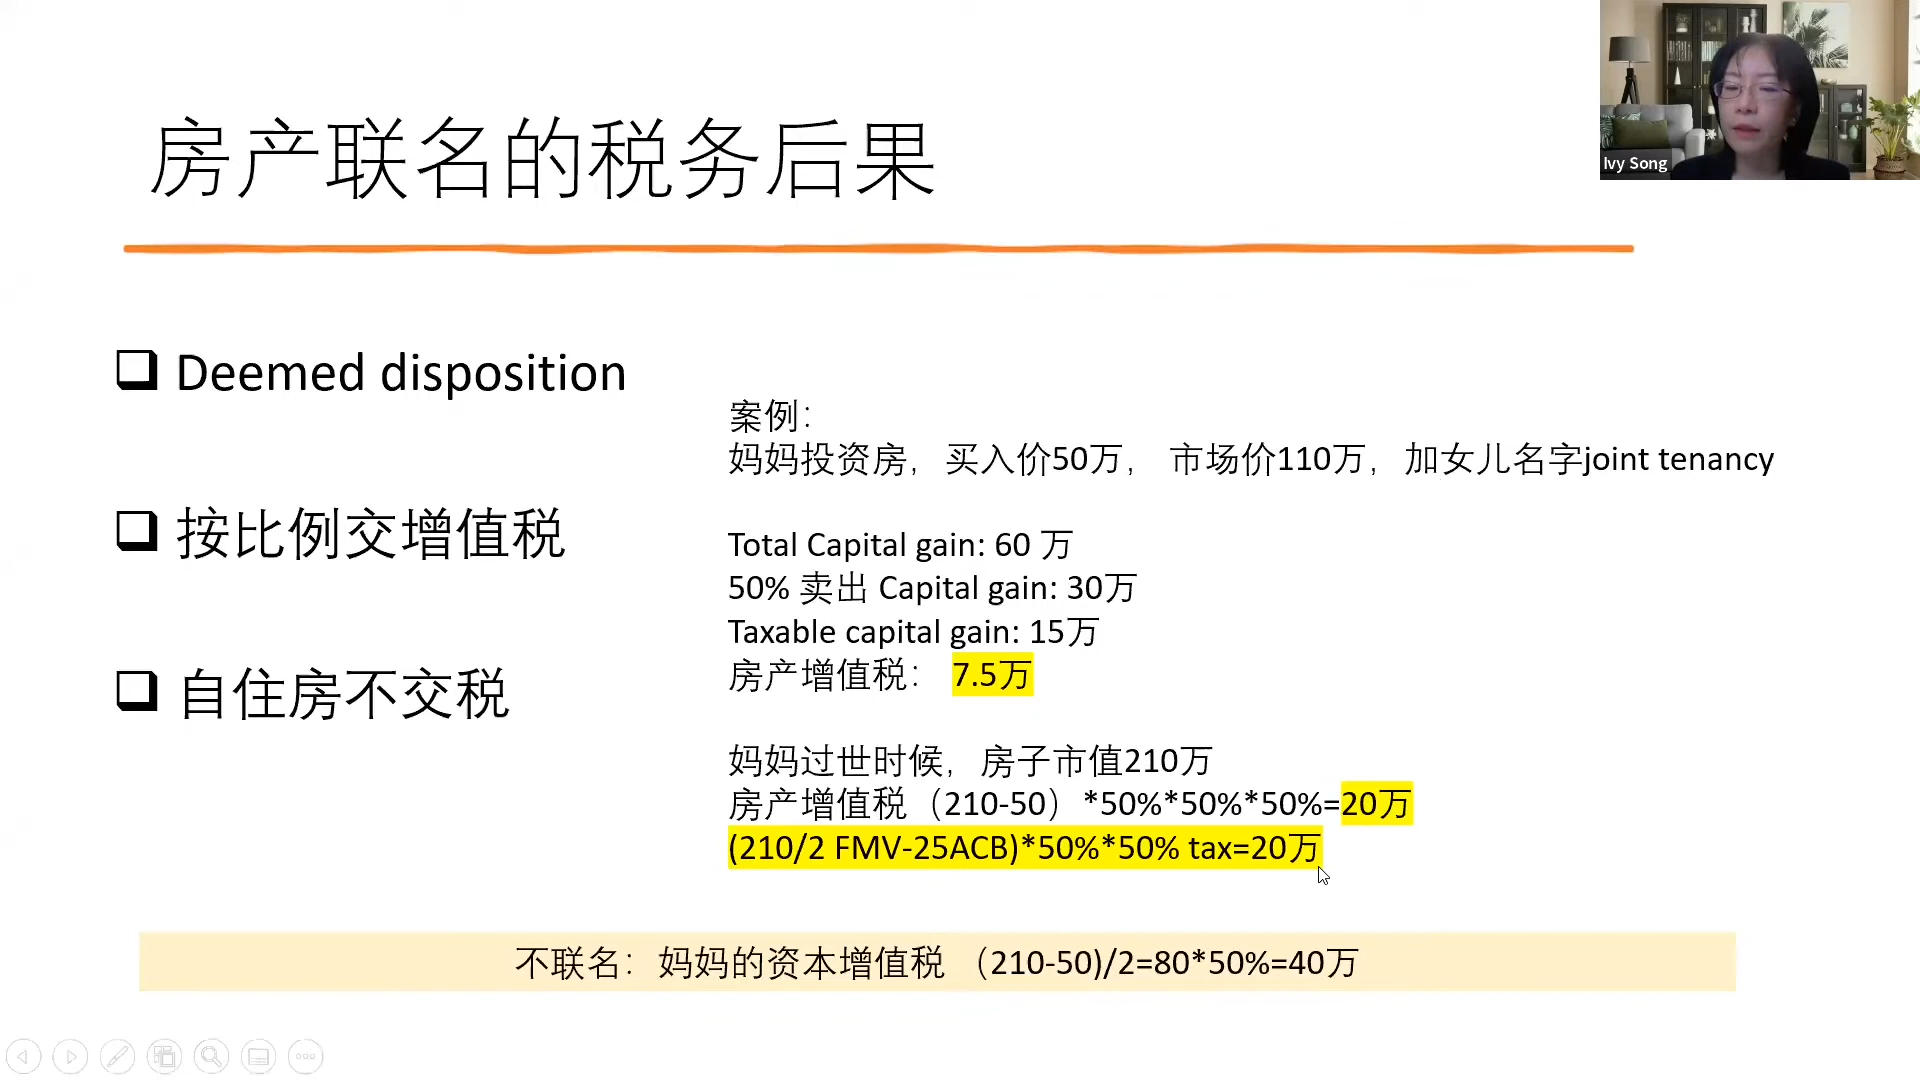 房产联名的税务后果
Ivy Song
Deemed disposition
按比例交增值税
自住房不交税
案例：
妈妈投资房，买入价50万， 市场价110万，加女儿名字joint tenancy
Total Capital gain: 60 万
50% 卖出 Capital gain: 30万
Taxable capital gain: 15万
房产增值税： 7.5万
妈妈过世时候，房子市值210万
房产增值税（210-50）*50%*50%*50%=20万
(210/2 FMV-25ACB)*50%*50% tax=20万
不联名：妈妈的资本增值税 （210-50)/2=80*50%=40万